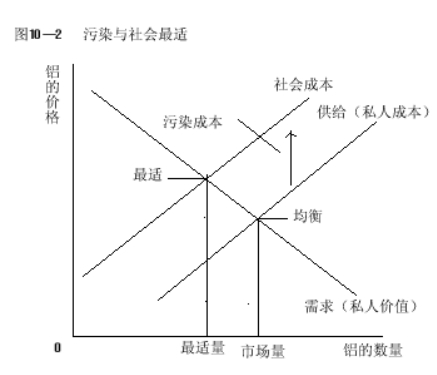 图10—2 污染与社会最适
铝的价格
社会成本
供给（私人成本）
污染成本
最适
均衡
需求（私人价值）
0
最适量
市场量
铝的数量